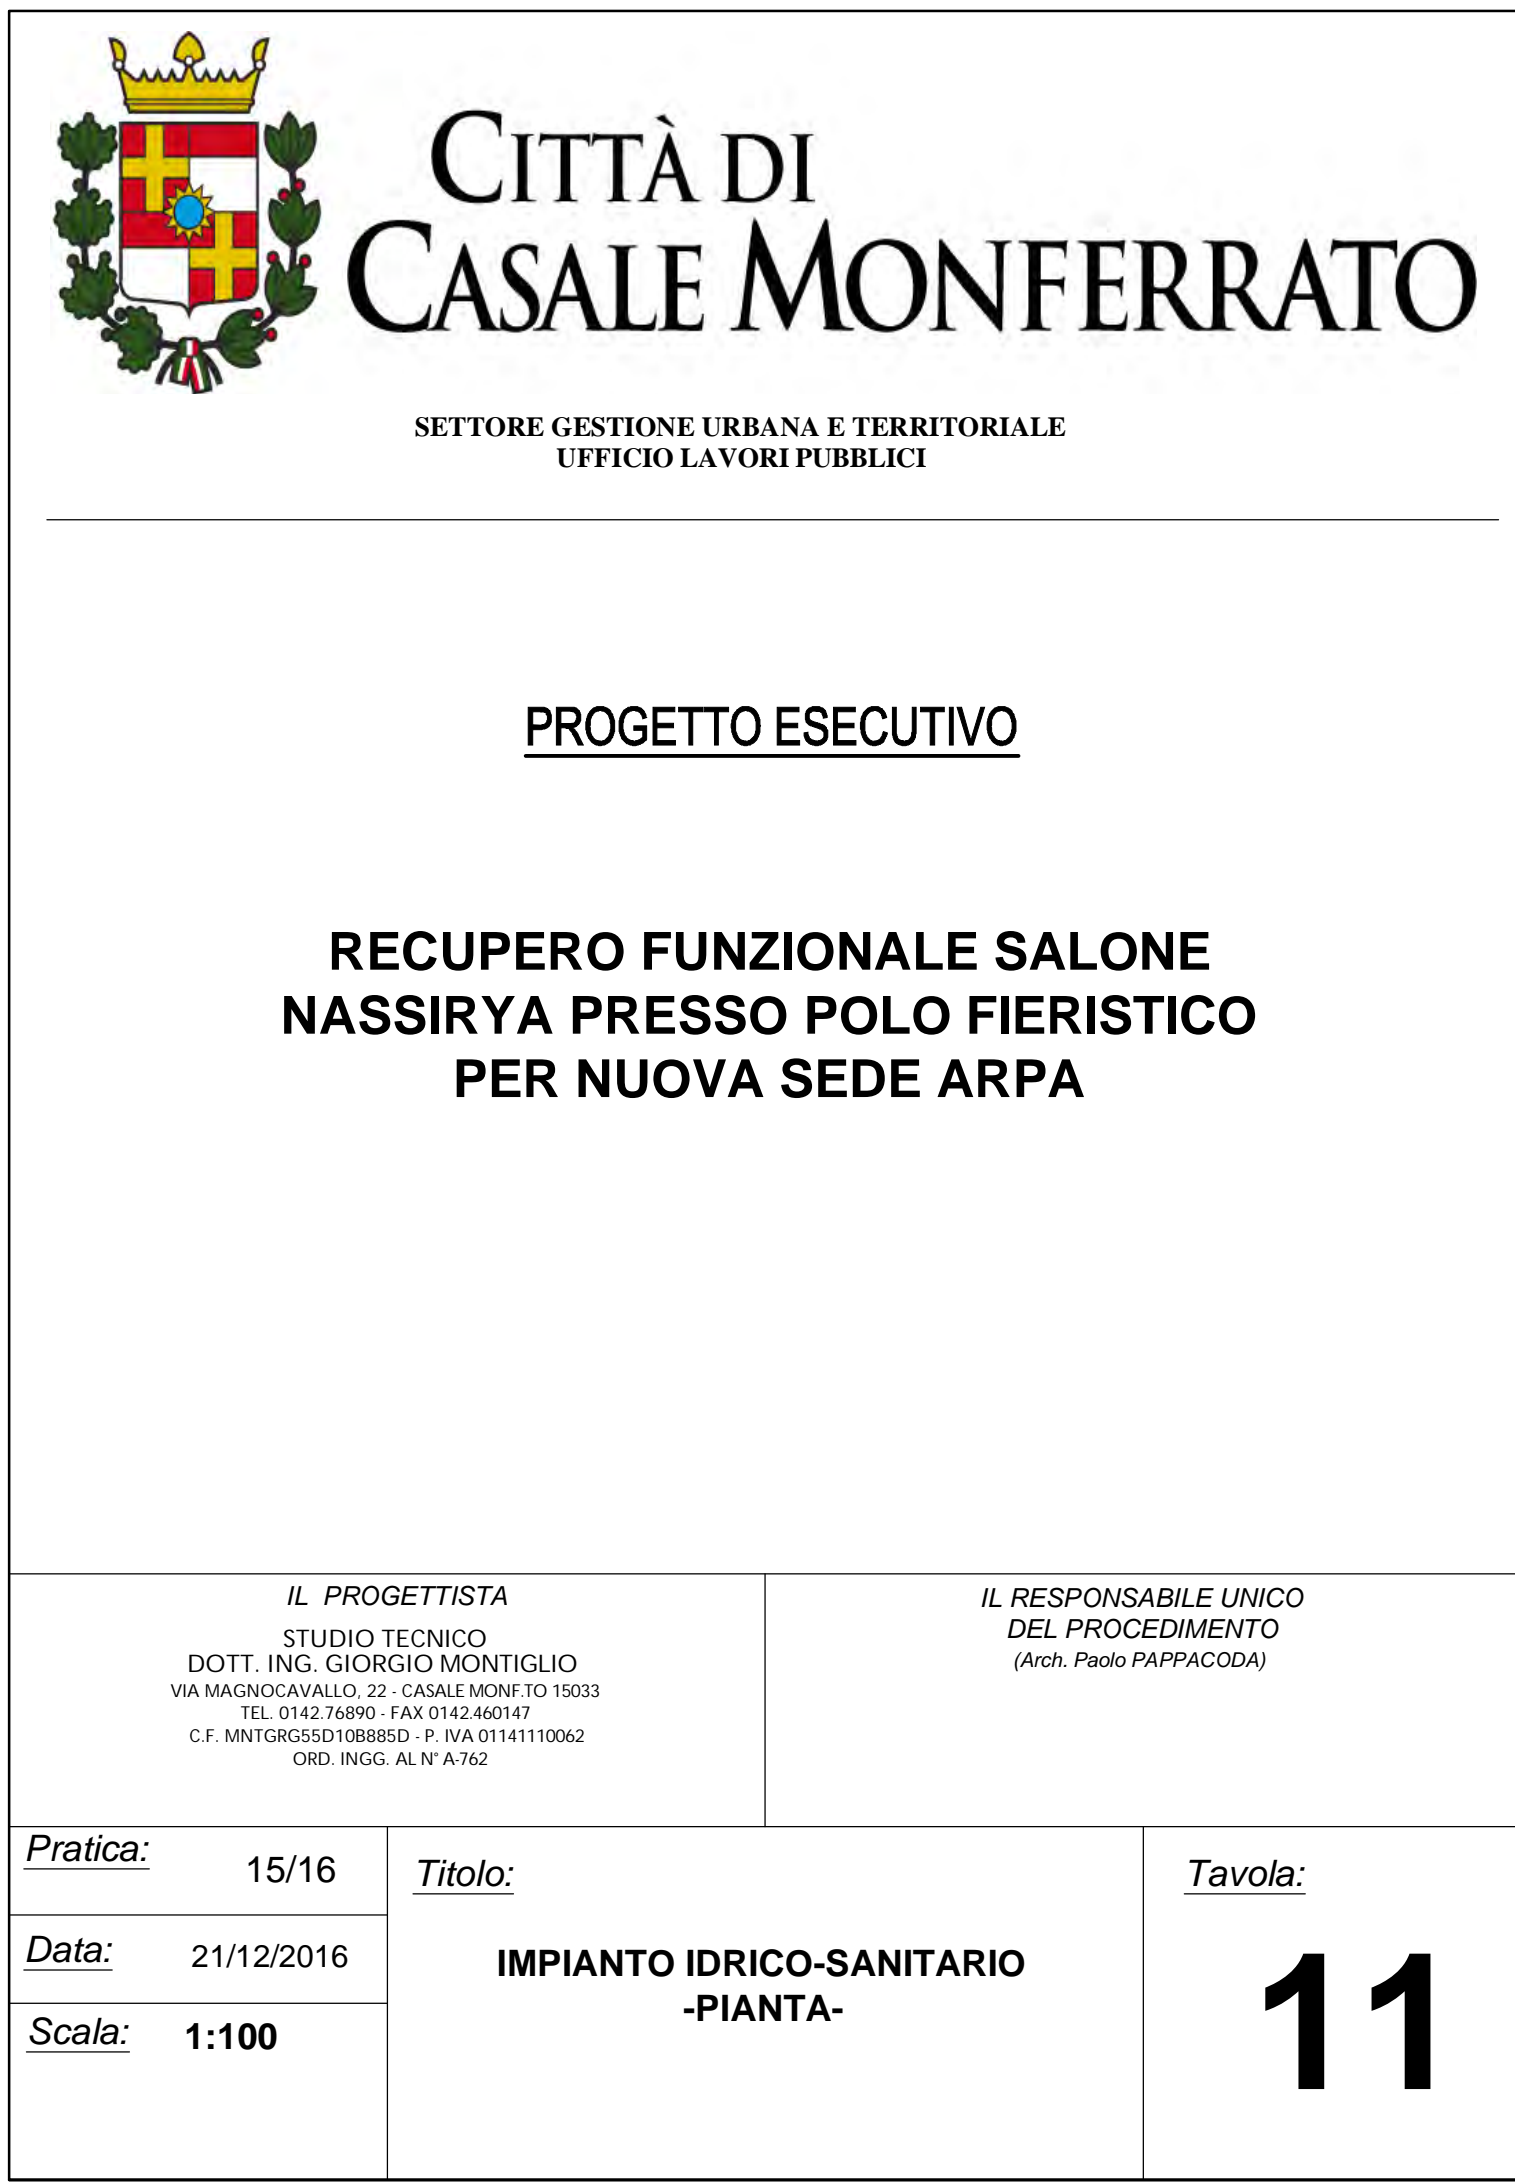 CITTÀ DI
CASALE MONFERRATO
SETTORE GESTIONE URBANA E TERRITORIALE
UFFICIO LAVORI PUBBLICI
PROGETTO ESECUTIVO
RECUPERO FUNZIONALE SALONE
NASSIRYA PRESSO POLO FIERISTICO
PER NUOVA SEDE ARPA
IL PROGETTISTA
STUDIO TECNICO
DOTT. ING. GIORGIO MONTIGLIO
VIA MAGNOCAVALLO, 22 - CASALE MONF.TO 15033
TEL. 0142.76890 - FAX 0142.460147
C.F. MNTGRG55D10B885D - P. IVA 01141110062
ORD. INGG. AL N° A-762
IL RESPONSABILE UNICO
DEL PROCEDIMENTO
(Arch. Paolo PAPPACODA)
Pratica: 15/16
Data: 21/12/2016
Scala: 1:100
Titolo:
IMPIANTO IDRICO-SANITARIO
-PIANTA-
Tavola:
11